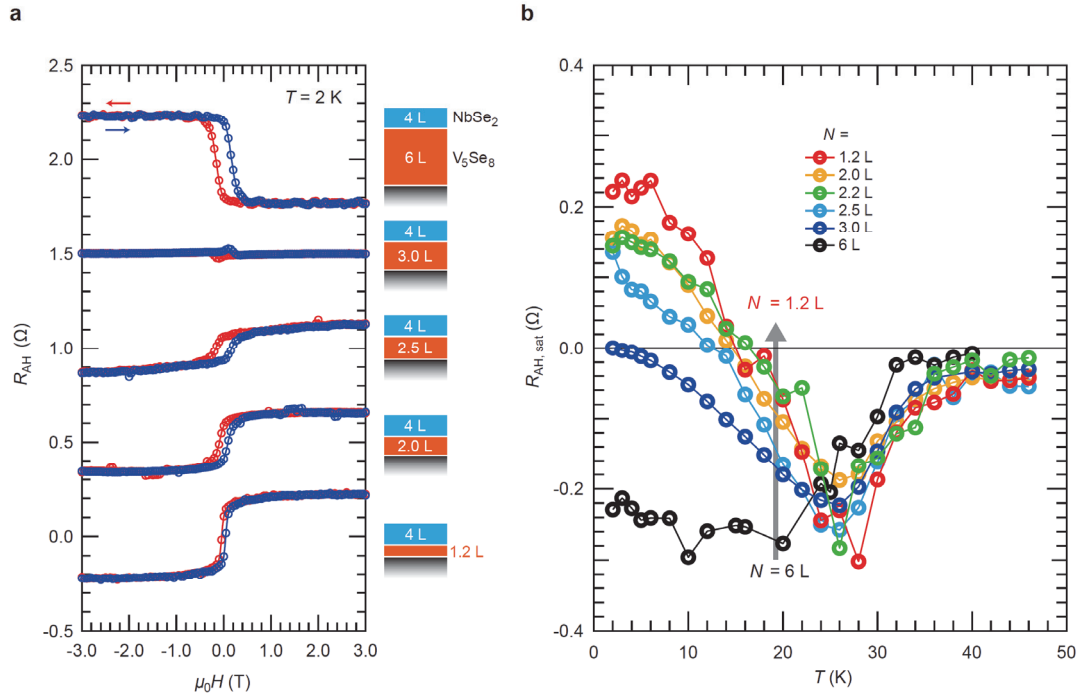 a
2.5
2.0
1.5
1.0
0.5
0.0
-0.5
R_AH (Ω)
-3.0 -2.0 -1.0 0.0 1.0 2.0 3.0
μ₀H (T)
T = 2 K
4 L NbSe₂
6 L V₅Se₈
4 L
3.0 L
4 L
2.5 L
4 L
2.0 L
4 L
1.2 L
b
0.4
0.2
0.0
-0.2
-0.4
R_AH, sat (Ω)
0 10 20 30 40 50
T (K)
N =
1.2 L
2.0 L
2.2 L
2.5 L
3.0 L
6 L
N = 1.2 L
N = 6 L